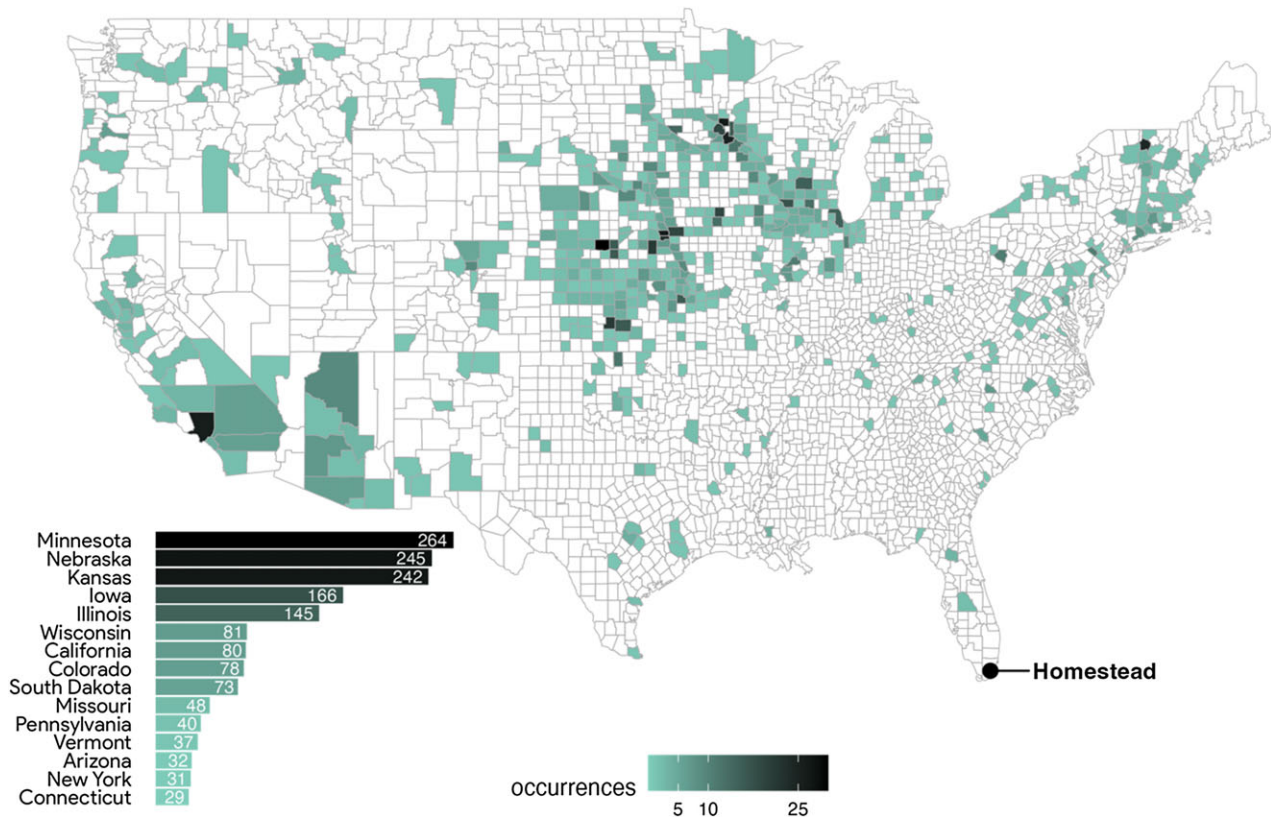 Homestead
Minnesota 264
Nebraska 245
Kansas 242
Iowa 166
Illinois 145
Wisconsin 81
California 80
Colorado 78
South Dakota 73
Missouri 48
Pennsylvania 40
Vermont 37
Arizona 32
New York 31
Connecticut 29
occurrences
5 10 25